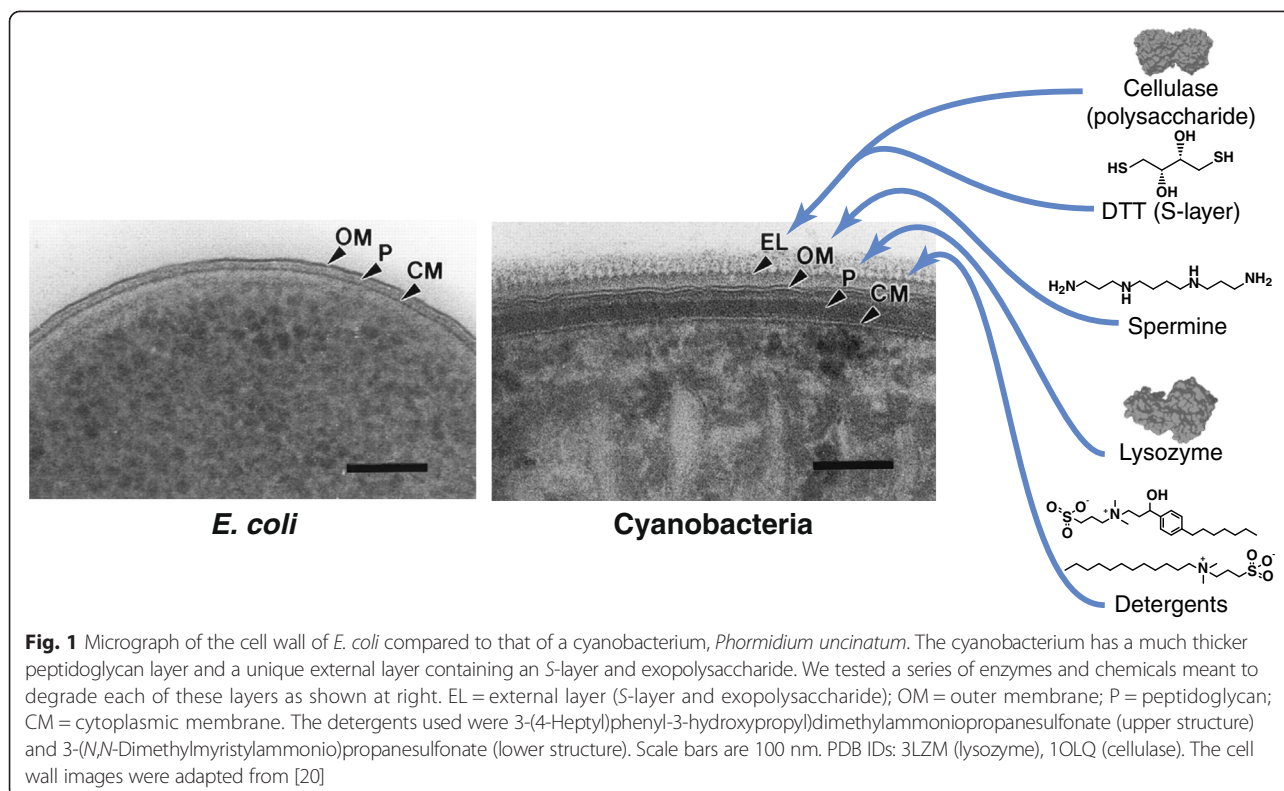 OM
P
CM
E. coli
EL
OM
P
CM
Cyanobacteria
Cellulase
(polysaccharide)
OH
HS
SH
OH
DTT (S-layer)
H₂N
N
H
H
N
NH₂
Spermine
Lysozyme
O
O⁻
S
O
N⁺
OH
N⁺
O
O⁻
S
O
Detergents
Fig. 1 Micrograph of the cell wall of E. coli compared to that of a cyanobacterium, Phormidium uncinatum. The cyanobacterium has a much thicker
peptidoglycan layer and a unique external layer containing an S-layer and exopolysaccharide. We tested a series of enzymes and chemicals meant to
degrade each of these layers as shown at right. EL = external layer (S-layer and exopolysaccharide); OM = outer membrane; P = peptidoglycan;
CM = cytoplasmic membrane. The detergents used were 3-(4-Heptyl)phenyl-3-hydroxypropyl)dimethylammoniopropanesulfonate (upper structure)
and 3-(N,N-Dimethylmyristylammonio)propanesulfonate (lower structure). Scale bars are 100 nm. PDB IDs: 3LZM (lysozyme), 1OLQ (cellulase). The cell
wall images were adapted from [20]